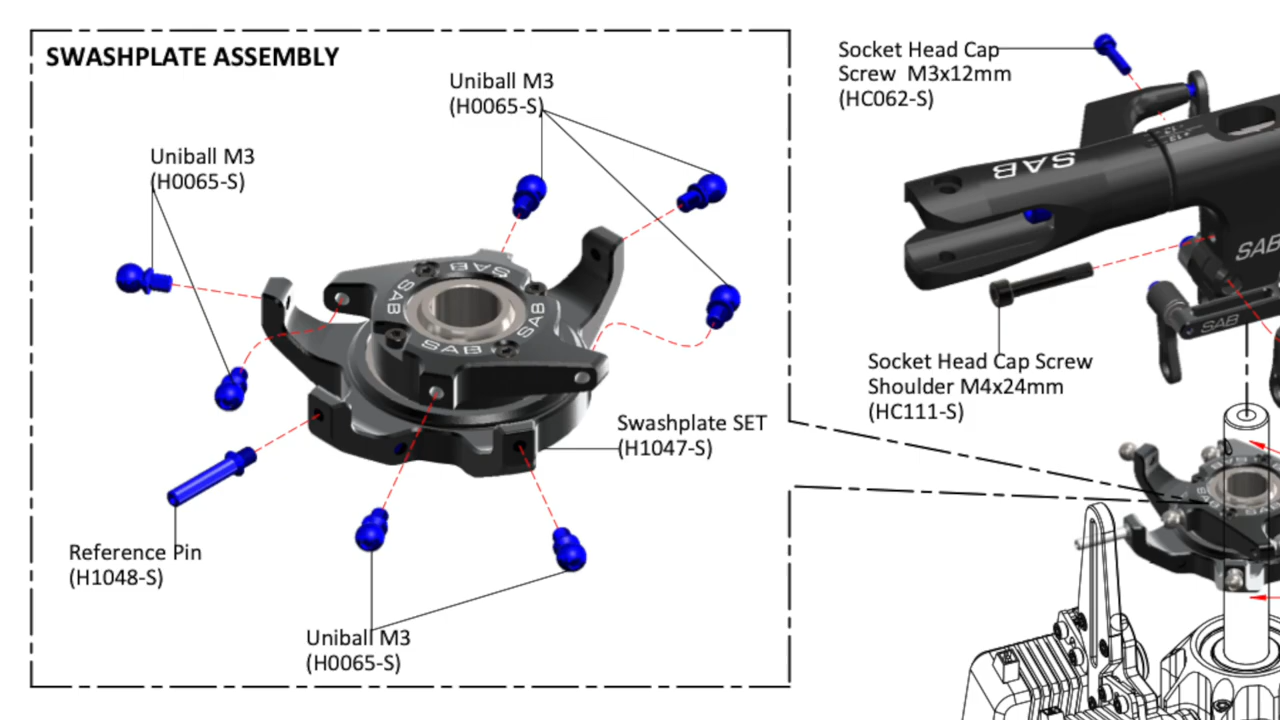 SWASHPLATE ASSEMBLY
Uniball M3
(H0065-S)
Uniball M3
(H0065-S)
Socket Head Cap
Screw M3x12mm
(HC062-S)
SAB
SAB
SAB
SAB
SAB
SAB
SAB
SAB
Socket Head Cap Screw
Shoulder M4x24mm
(HC111-S)
Swashplate SET
(H1047-S)
Reference Pin
(H1048-S)
Uniball M3
(H0065-S)